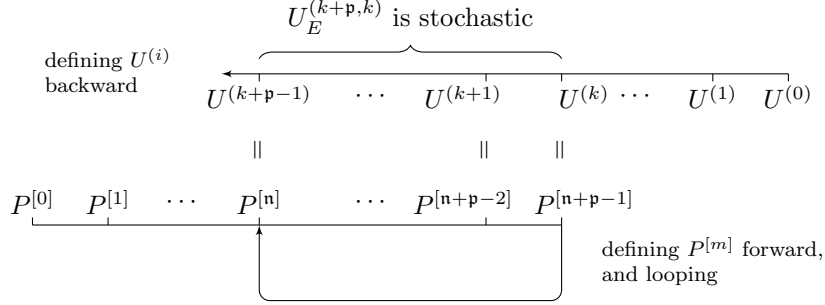 U_E^{(k+𝔭,k)} is stochastic
defining U^{(i)}
backward
U^{(k+𝔭−1)} ⋯ U^{(k+1)} U^{(k)} ⋯ U^{(1)} U^{(0)}
= = =
P^{[0]} P^{[1]} ⋯ P^{[𝔫]} ⋯ P^{[𝔫+𝔭−2]} P^{[𝔫+𝔭−1]}
defining P^{[m]} forward,
and looping